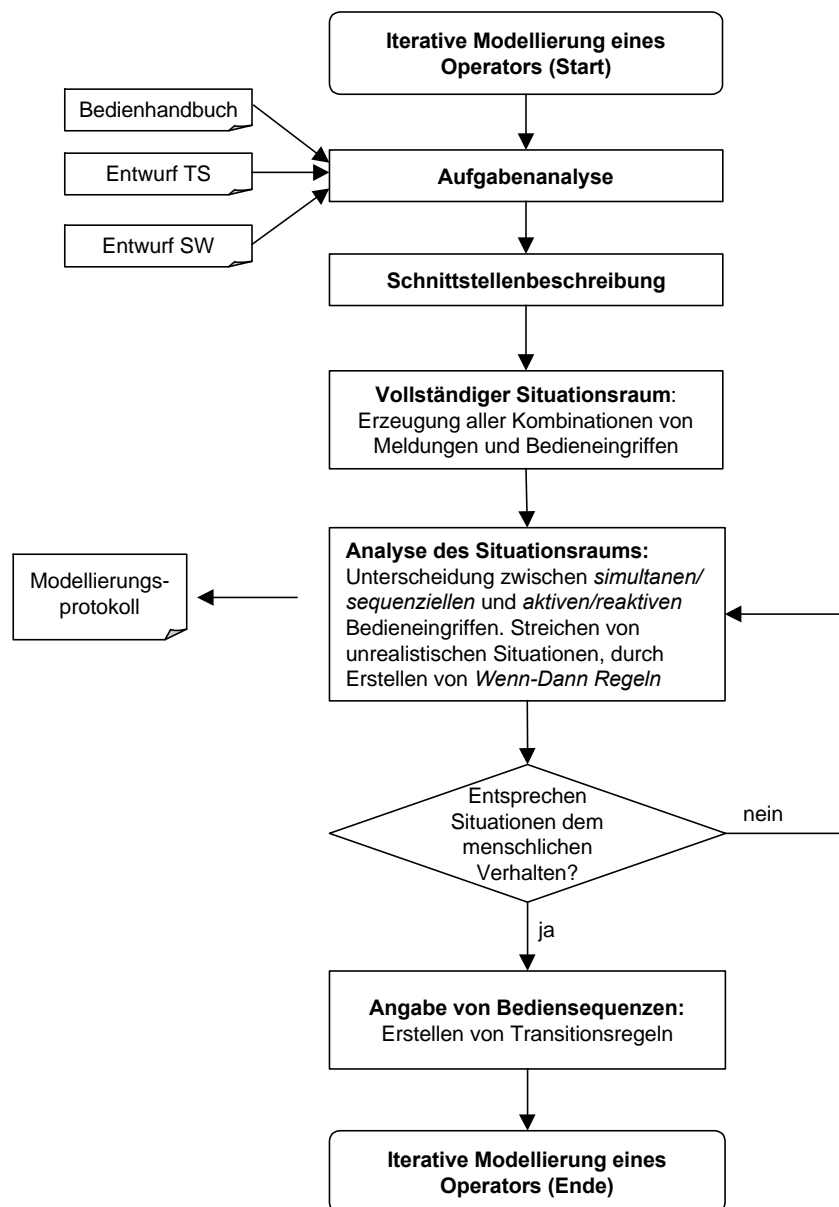 Iterative Modellierung eines
Operators (Start)
Bedienhandbuch
Entwurf TS
Aufgabenanalyse
Entwurf SW
Schnittstellenbeschreibung
Vollständiger Situationsraum:
Erzeugung aller Kombinationen von
Meldungen und Bedieneingriffen
Modellierungs-
protokoll
Analyse des Situationsraums:
Unterscheidung zwischen simultanen/
sequenziellen und aktiven/reaktiven
Bedieneingriffen. Streichen von
unrealistischen Situationen, durch
Erstellen von Wenn-Dann Regeln
Entsprechen
Situationen dem
menschlichen
Verhalten?
nein
ja
Angabe von Bediensequenzen:
Erstellen von Transitionsregeln
Iterative Modellierung eines
Operators (Ende)